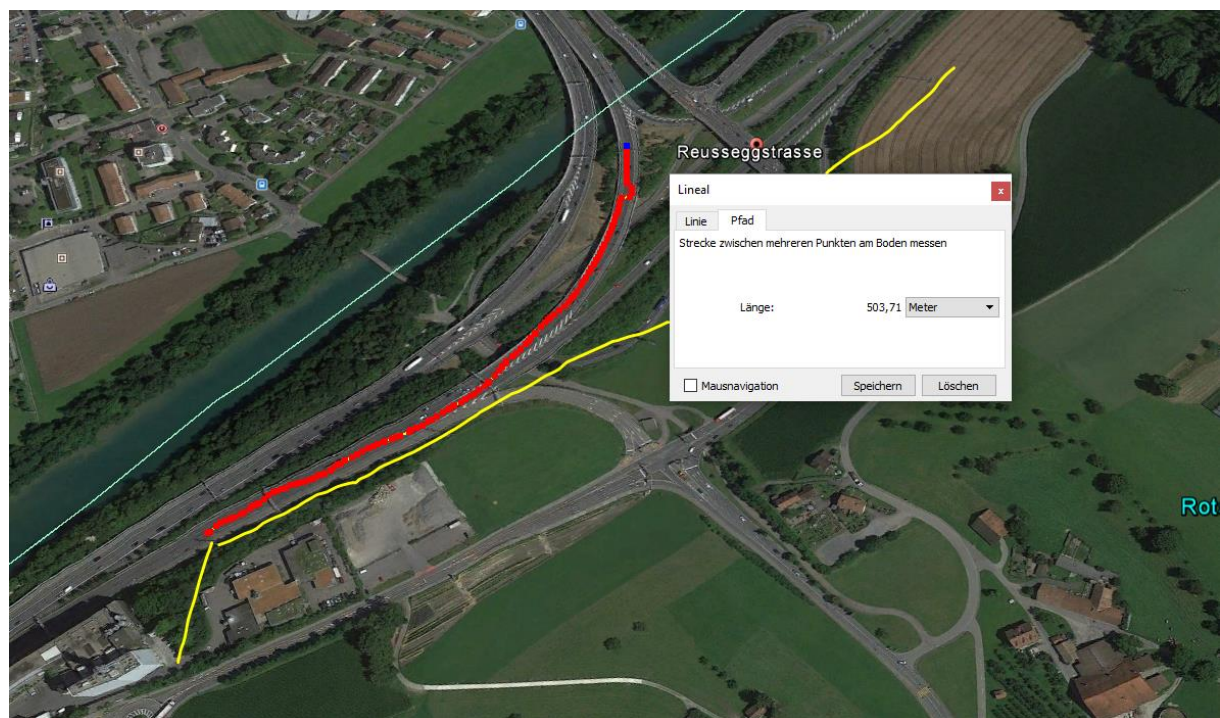 Reusseggstrasse
Lineal
x
Linie
Pfad
Strecke zwischen mehreren Punkten am Boden messen
Länge:
503,71
Meter
Mausnavigation
Speichern
Löschen
Rot